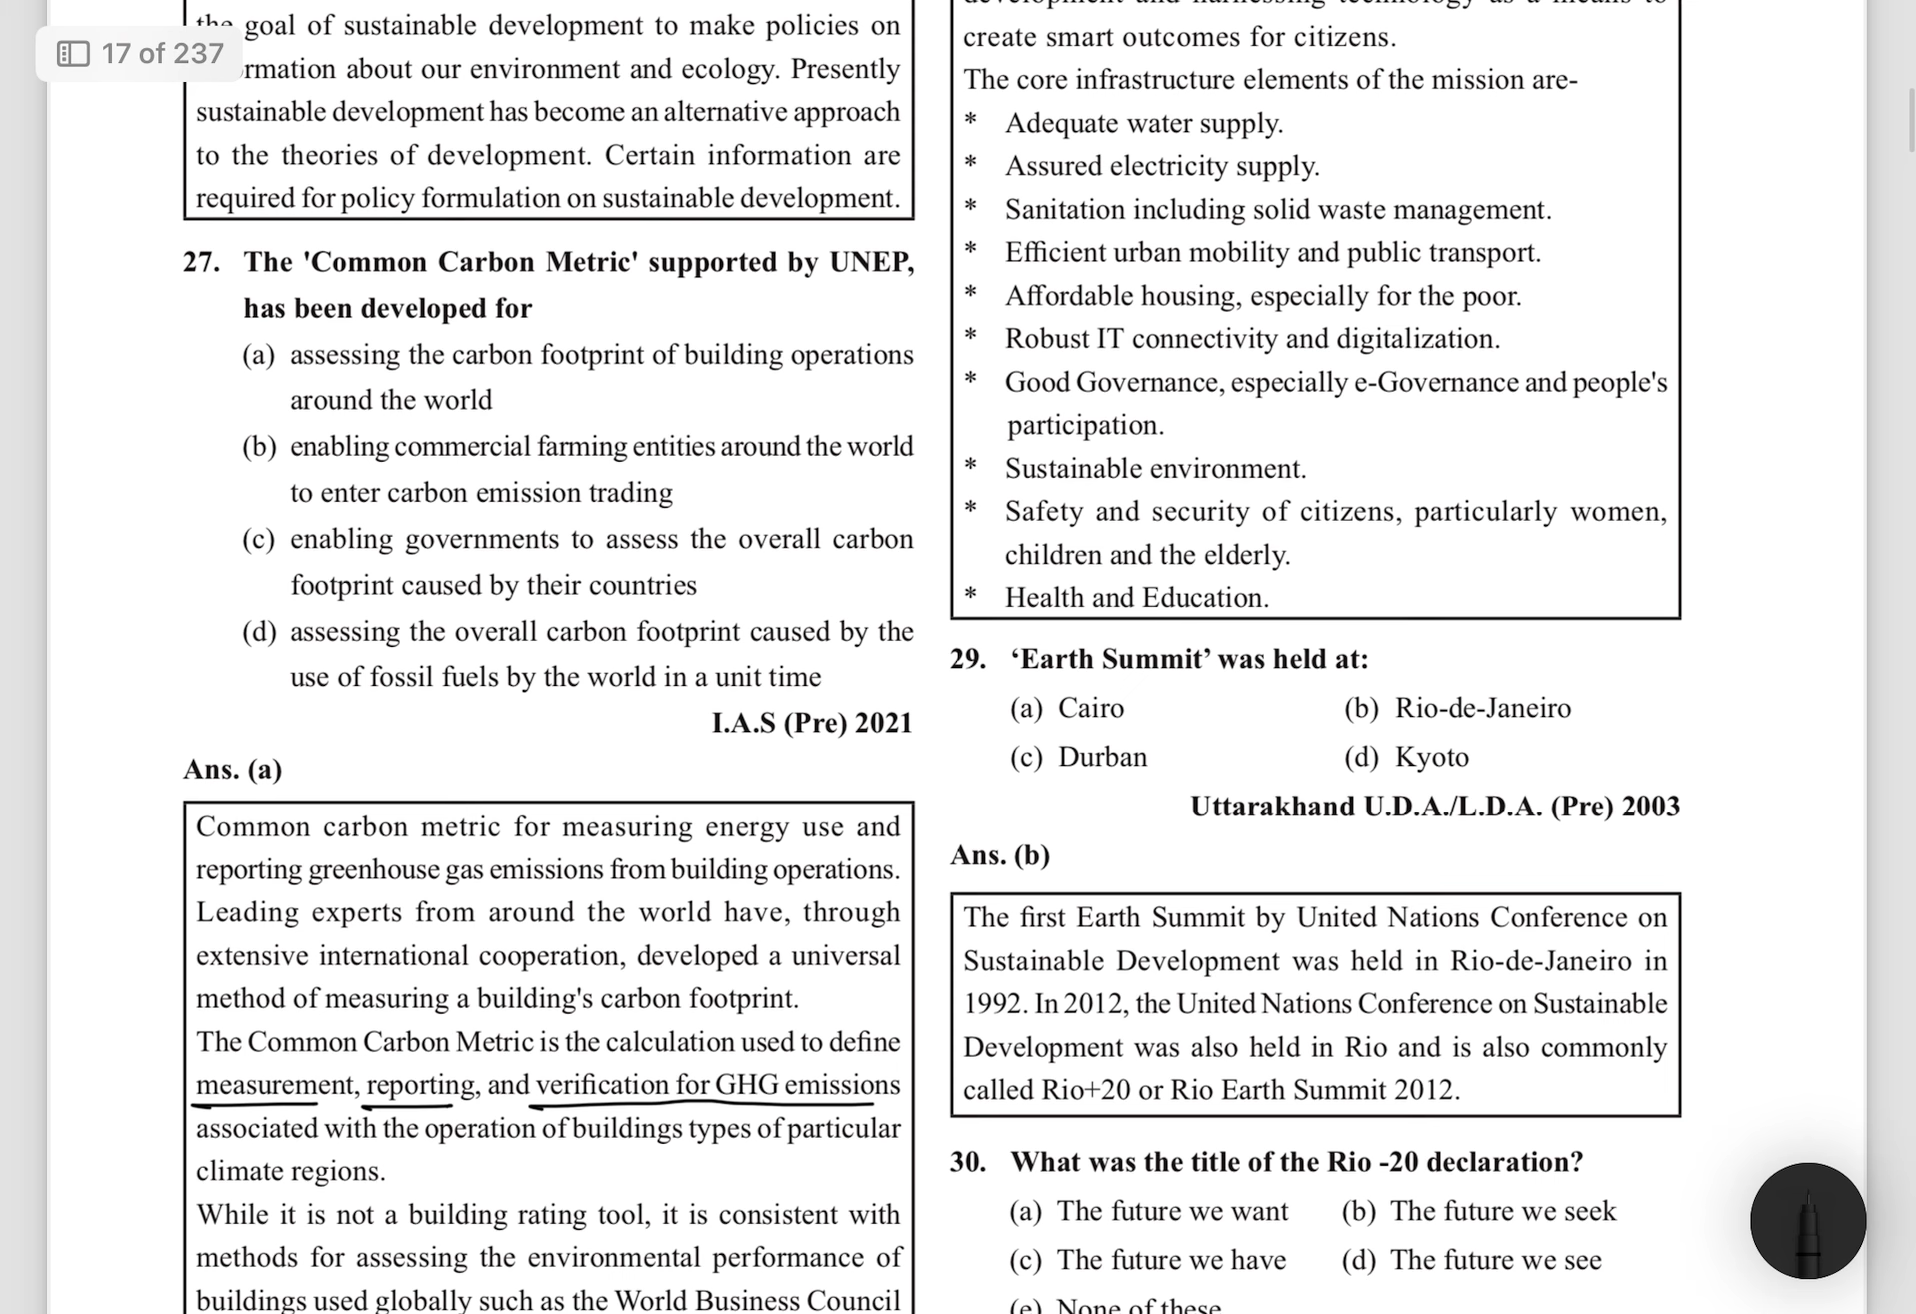 17 of 237
the goal of sustainable development to make policies on
rmation about our environment and ecology. Presently
sustainable development has become an alternative approach
to the theories of development. Certain information are
required for policy formulation on sustainable development.
27. The 'Common Carbon Metric' supported by UNEP,
has been developed for
(a) assessing the carbon footprint of building operations
around the world
(b) enabling commercial farming entities around the world
to enter carbon emission trading
(c) enabling governments to assess the overall carbon
footprint caused by their countries
(d) assessing the overall carbon footprint caused by the
use of fossil fuels by the world in a unit time
I.A.S (Pre) 2021
Ans. (a)
Common carbon metric for measuring energy use and
reporting greenhouse gas emissions from building operations.
Leading experts from around the world have, through
extensive international cooperation, developed a universal
method of measuring a building's carbon footprint.
The Common Carbon Metric is the calculation used to define
measurement, reporting, and verification for GHG emissions
associated with the operation of buildings types of particular
climate regions.
While it is not a building rating tool, it is consistent with
methods for assessing the environmental performance of
buildings used globally such as the World Business Council
development and harnessing technology as a means to
create smart outcomes for citizens.
The core infrastructure elements of the mission are-
* Adequate water supply.
* Assured electricity supply.
* Sanitation including solid waste management.
* Efficient urban mobility and public transport.
* Affordable housing, especially for the poor.
* Robust IT connectivity and digitalization.
* Good Governance, especially e-Governance and people's
participation.
* Sustainable environment.
* Safety and security of citizens, particularly women,
children and the elderly.
* Health and Education.
29. ‘Earth Summit’ was held at:
(a) Cairo (b) Rio-de-Janeiro
(c) Durban (d) Kyoto
Uttarakhand U.D.A./L.D.A. (Pre) 2003
Ans. (b)
The first Earth Summit by United Nations Conference on
Sustainable Development was held in Rio-de-Janeiro in
1992. In 2012, the United Nations Conference on Sustainable
Development was also held in Rio and is also commonly
called Rio+20 or Rio Earth Summit 2012.
30. What was the title of the Rio -20 declaration?
(a) The future we want (b) The future we seek
(c) The future we have (d) The future we see
(e) None of these